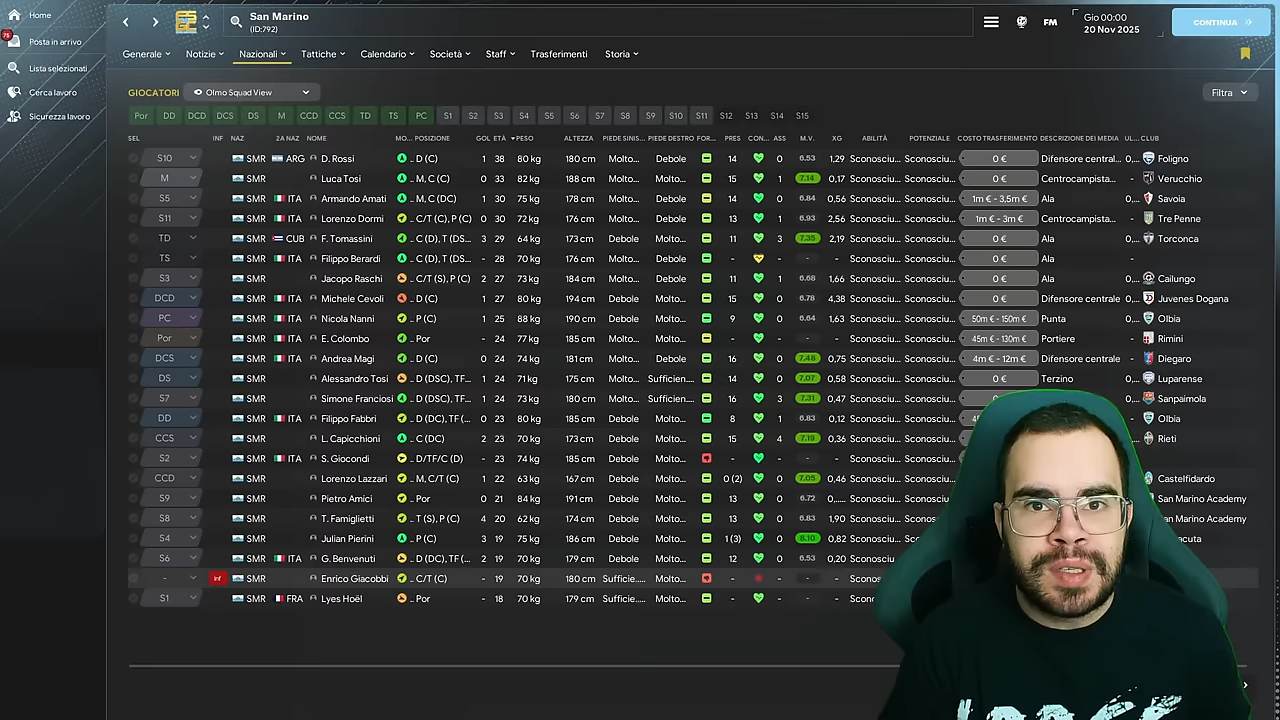 Home
75
Posta in arrivo
Lista selezionati
Cerca lavoro
Sicurezza lavoro
San Marino
(ID:792)
FM
Gio 00:00
20 Nov 2025
CONTINUA
Generale Notizie Nazionali Tattiche Calendario Società Staff Trasferimenti Storia
GIOCATORI Olmo Squad View Filtra
Por DD DCD DCS DS M CCD CCS TD TS PC S1 S2 S3 S4 S5 S6 S7 S8 S9 S10 S11 S12 S13 S14 S15
SEL INF NAZ 2A NAZ NOME MO... POSIZIONE GOL ETÀ PESO ALTEZZA PIEDE SINIS... PIEDE DESTRO FOR... PRES CON... ASS M.V. XG ABILITÀ POTENZIALE COSTO TRASFERIMENTO DESCRIZIONE DEI MEDIA UL... CLUB
S10 SMR ARG D. Rossi D (C) 1 38 80 kg 180 cm Molto... Debole 14 1 6.53 1,29 Sconosciu... Sconosciu... 0 € Difensore central... 0,... Foligno
M SMR Luca Tosi M, C (C) 0 33 82 kg 188 cm Molto... Debole 15 1 7.14 0,17 Sconosciu... Sconosciu... 0 € Centrocampista... - Verucchio
S5 SMR ITA Armando Amati M, C (DC) 1 30 75 kg 178 cm Molto... Debole 14 0 6.84 0,56 Sconosciu... Sconosciu... 1m € - 3,5m € Ala 0,... Savoia
S11 SMR ITA Lorenzo Dormi C/T (C), P (C) 0 30 72 kg 176 cm Debole Molto... 13 1 6.93 2,56 Sconosciu... Sconosciu... 1m € - 3m € Centrocampista... - Tre Penne
TD SMR CUB F. Tomassini C (D), T (DS... 3 29 64 kg 173 cm Debole Molto... 11 3 7.35 2,19 Sconosciu... Sconosciu... 0 € Ala 0,... Torconca
TS SMR ITA Filippo Berardi C (D), T (DS... - 28 70 kg 176 cm Debole Molto... - - - - Sconosciu... Sconosciu... 0 € Ala -
S3 SMR Jacopo Raschi C/T (S), P (C) 2 27 73 kg 184 cm Debole Molto... 11 1 6.68 1,66 Sconosciu... Sconosciu... 0 € Ala 0,... Cailungo
DCD SMR ITA Michele Cevoli D (C) 1 27 80 kg 194 cm Debole Molto... 15 0 6.78 4,38 Sconosciu... Sconosciu... 0 € Difensore centrale 0,... Juvenes Dogana
PC SMR ITA Nicola Nanni P (C) 1 25 88 kg 190 cm Debole Molto... 9 0 6.64 1,63 Sconosciu... Sconosciu... 50m € - 150m € Punta 0,... Olbia
Por SMR ITA E. Colombo Por - 24 77 kg 185 cm Debole Molto... - - - - Sconosciu... Sconosciu... 45m € - 130m € Portiere - Rimini
DCS SMR ITA Andrea Magi D (C) 0 24 74 kg 181 cm Molto... Debole 16 0 7.48 0,75 Sconosciu... Sconosciu... 4m € - 12m € Difensore centrale - Diegaro
DS SMR Alessandro Tosi D (DSC), TF... 1 24 71 kg 175 cm Molto... Sufficien.... 14 0 7.07 0,58 Sconosciu... Sconosciu... 0 € Terzino 0,... Luparense
S7 SMR Simone Franciosi D (DSC), TF... 1 24 73 kg 180 cm Molto... Sufficien.... 16 3 7.31 0,47 Sconosciu... Sconosciu... Sanpaimola
DD SMR ITA Filippo Fabbri D (DC), TF... 0 23 80 kg 185 cm Debole Molto... 8 1 6.83 0,12 Sconosciu... Sconosciu... 45 Olbia
CCS SMR L. Capicchioni C (DC) 2 23 70 kg 173 cm Debole Molto... 15 4 7.19 0,36 Sconosciu... Sconosciu... Rieti
S2 SMR ITA S. Giocondi D/TF/C (D) - 23 74 kg 185 cm Debole Molto... - - - - Sconosciu... Sconosciu...
CCD SMR Lorenzo Lazzari M, C/T (C) 1 22 63 kg 167 cm Debole Molto... 0 (2) 0 7.05 0,46 Sconosciu... Sconosciu... Castelfidardo
S9 SMR Pietro Amici Por 0 21 84 kg 191 cm Debole Molto... 13 0 6.72 0,.... Sconosciu... Sconosciu... San Marino Academy
S8 SMR T. Famiglietti T (S), P (C) 4 20 62 kg 174 cm Debole Molto... 13 0 6.83 1,90 Sconosciu... Sconosciu... San Marino Academy
S4 SMR Julian Pierini P (C) 3 19 75 kg 186 cm Debole Molto... 1 (3) 0 8.10 0,82 Sconosciu... Sconosciu... acuta
S6 SMR ITA G. Benvenuti D (DC), TF (... 2 19 70 kg 179 cm Debole Molto... 12 0 6.53 0,20 Sconosciu...
- Inf SMR Enrico Giacobbi C/T (C) - 19 70 kg 180 cm Sufficie.... Molto... - - - - Sconos
S1 SMR FRA Lyes Hoël Por - 18 70 kg 179 cm Sufficie.... Molto... - - - - Scono